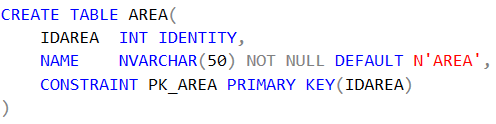 CREATE TABLE AREA(
    IDAREA  INT IDENTITY,
    NAME    NVARCHAR(50) NOT NULL DEFAULT N'AREA',
    CONSTRAINT PK_AREA PRIMARY KEY(IDAREA)
)